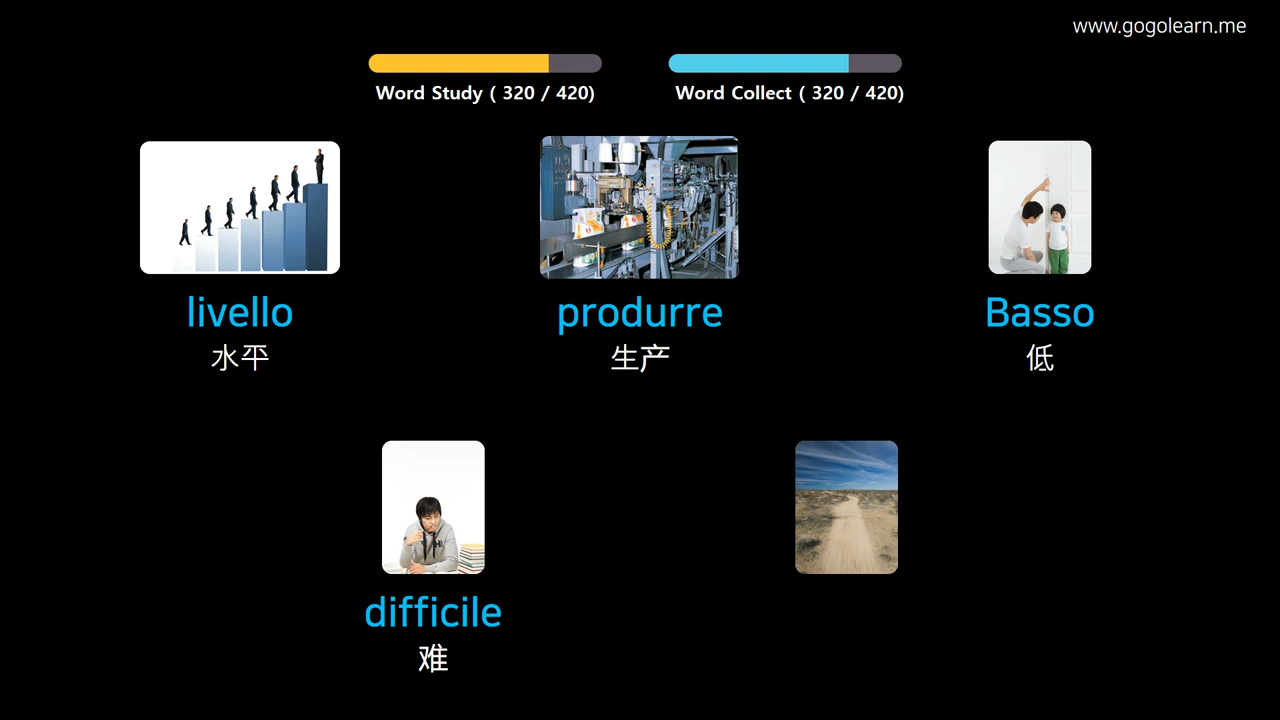 www.gogolearn.me
Word Study ( 320 / 420)
Word Collect ( 320 / 420)
livello
水平
produrre
生产
Basso
低
difficile
难